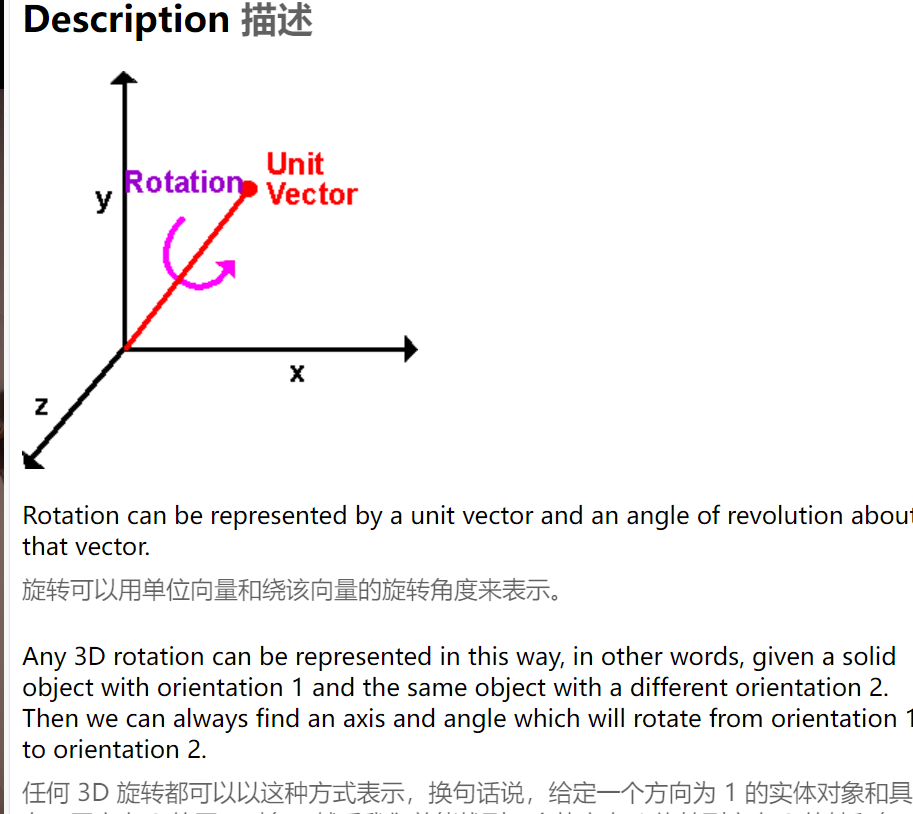 Description 描述
Unit
Rotation Vector
y
x
z
Rotation can be represented by a unit vector and an angle of revolution about
that vector.
旋转可以用单位向量和绕该向量的旋转角度来表示。
Any 3D rotation can be represented in this way, in other words, given a solid
object with orientation 1 and the same object with a different orientation 2.
Then we can always find an axis and angle which will rotate from orientation 1
to orientation 2.
任何 3D 旋转都可以以这种方式表示，换句话说，给定一个方向为 1 的实体对象和具